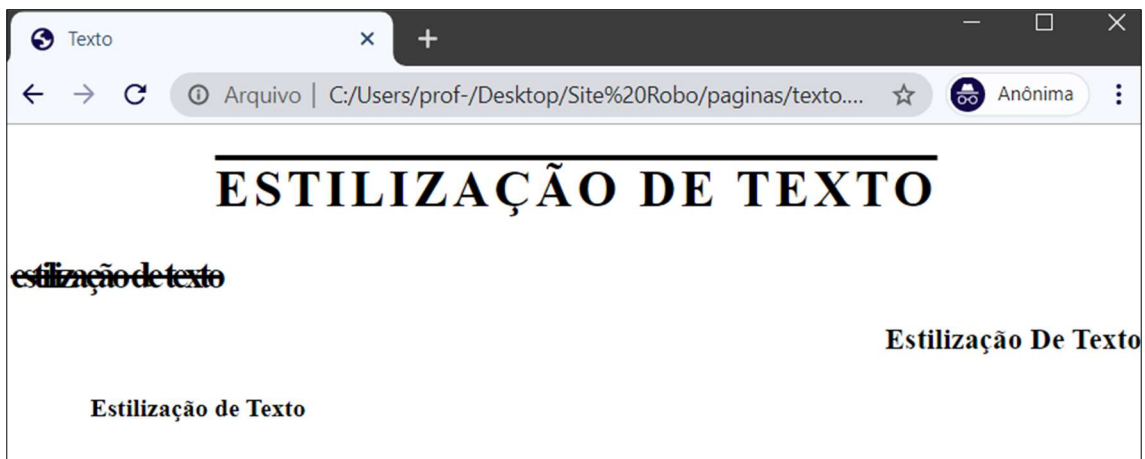 Texto
Arquivo | C:/Users/prof-/Desktop/Site%20Robo/paginas/texto.... Anônima
ESTILIZAÇÃO DE TEXTO
estilização de texto
Estilização De Texto
Estilização de Texto